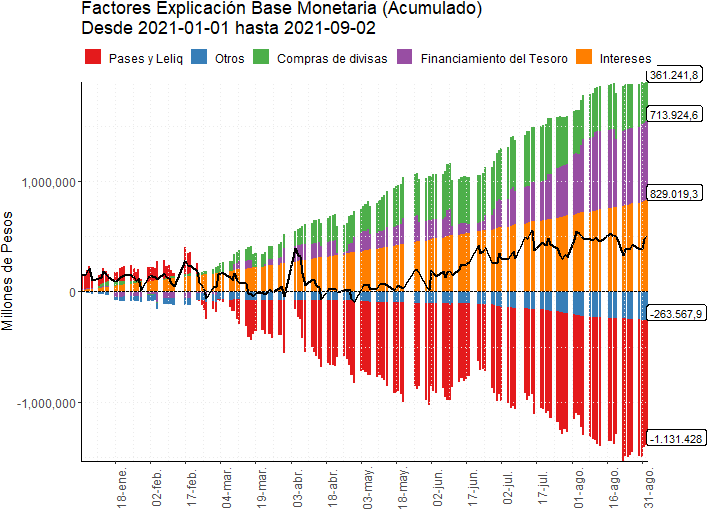 Factores Explicación Base Monetaria (Acumulado)
Desde 2021-01-01 hasta 2021-09-02
Pases y Leliq Otros Compras de divisas Financiamiento del Tesoro Intereses
Millones de Pesos
1,000,000
0
-1,000,000
361.241,8
713.924,6
829.019,3
-263.567,9
-1.131.428
18-ene. 02-feb. 17-feb. 04-mar. 19-mar. 03-abr. 18-abr. 03-may. 18-may. 02-jun. 17-jun. 02-jul. 17-jul. 01-ago. 16-ago. 31-ago.